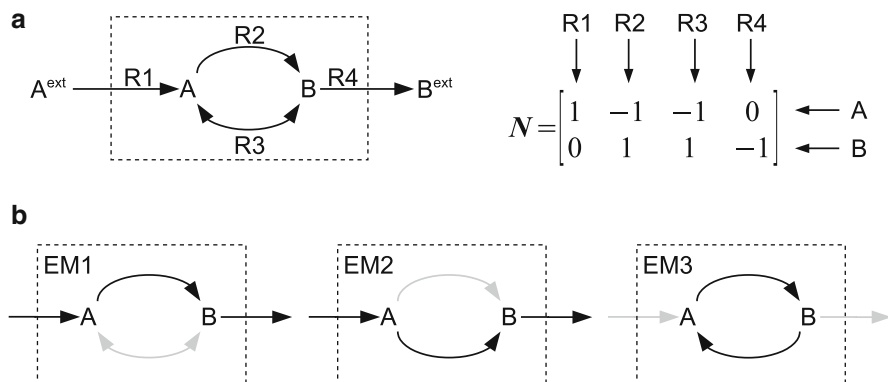 a
R2
A^ext R1 A B R4 B^ext
R3
R1 R2 R3 R4
N = [1 −1 −1 0] A
[0 1 1 −1] B
b
EM1
A B
EM2
A B
EM3
A B